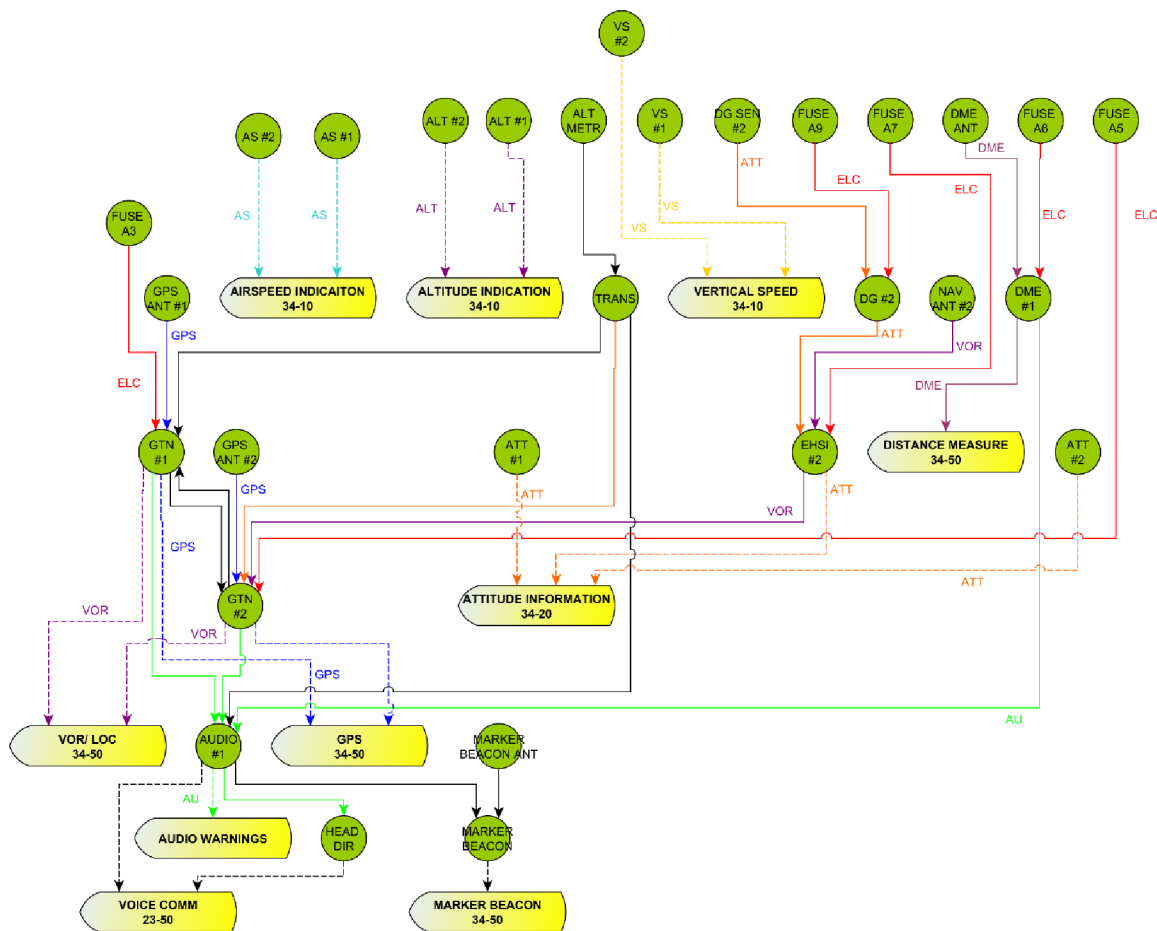 VS
#2
AS #2
AS #1
ALT #2
ALT #1
ALT
METR
VS
#1
DG SEN
#2
FUSE
A9
FUSE
A7
DME
ANT
FUSE
A6
FUSE
A5
DME
ATT
ELC
ELC
ELC
ELC
AS
AS
ALT
ALT
VS
VS
FUSE
A3
GPS
ANT #1
AIRSPEED INDICAITON
34-10
ALTITUDE INDICATION
34-10
TRANS
VERTICAL SPEED
34-10
DG #2
NAV
ANT #2
DME
#1
GPS
ATT
VOR
ELC
DME
GTN
#1
GPS
ANT #2
ATT
#1
EHSI
#2
DISTANCE MEASURE
34-50
ATT
#2
GPS
ATT
ATT
VOR
GPS
ATT
GTN
#2
ATTITUDE INFORMATION
34-20
VOR
VOR
GPS
AU
VOR/ LOC
34-50
AUDIO
#1
GPS
34-50
MARKER
BEACON ANT
AU
AUDIO WARNINGS
HEAD
DIR
MARKER
BEACON
VOICE COMM
23-50
MARKER BEACON
34-50